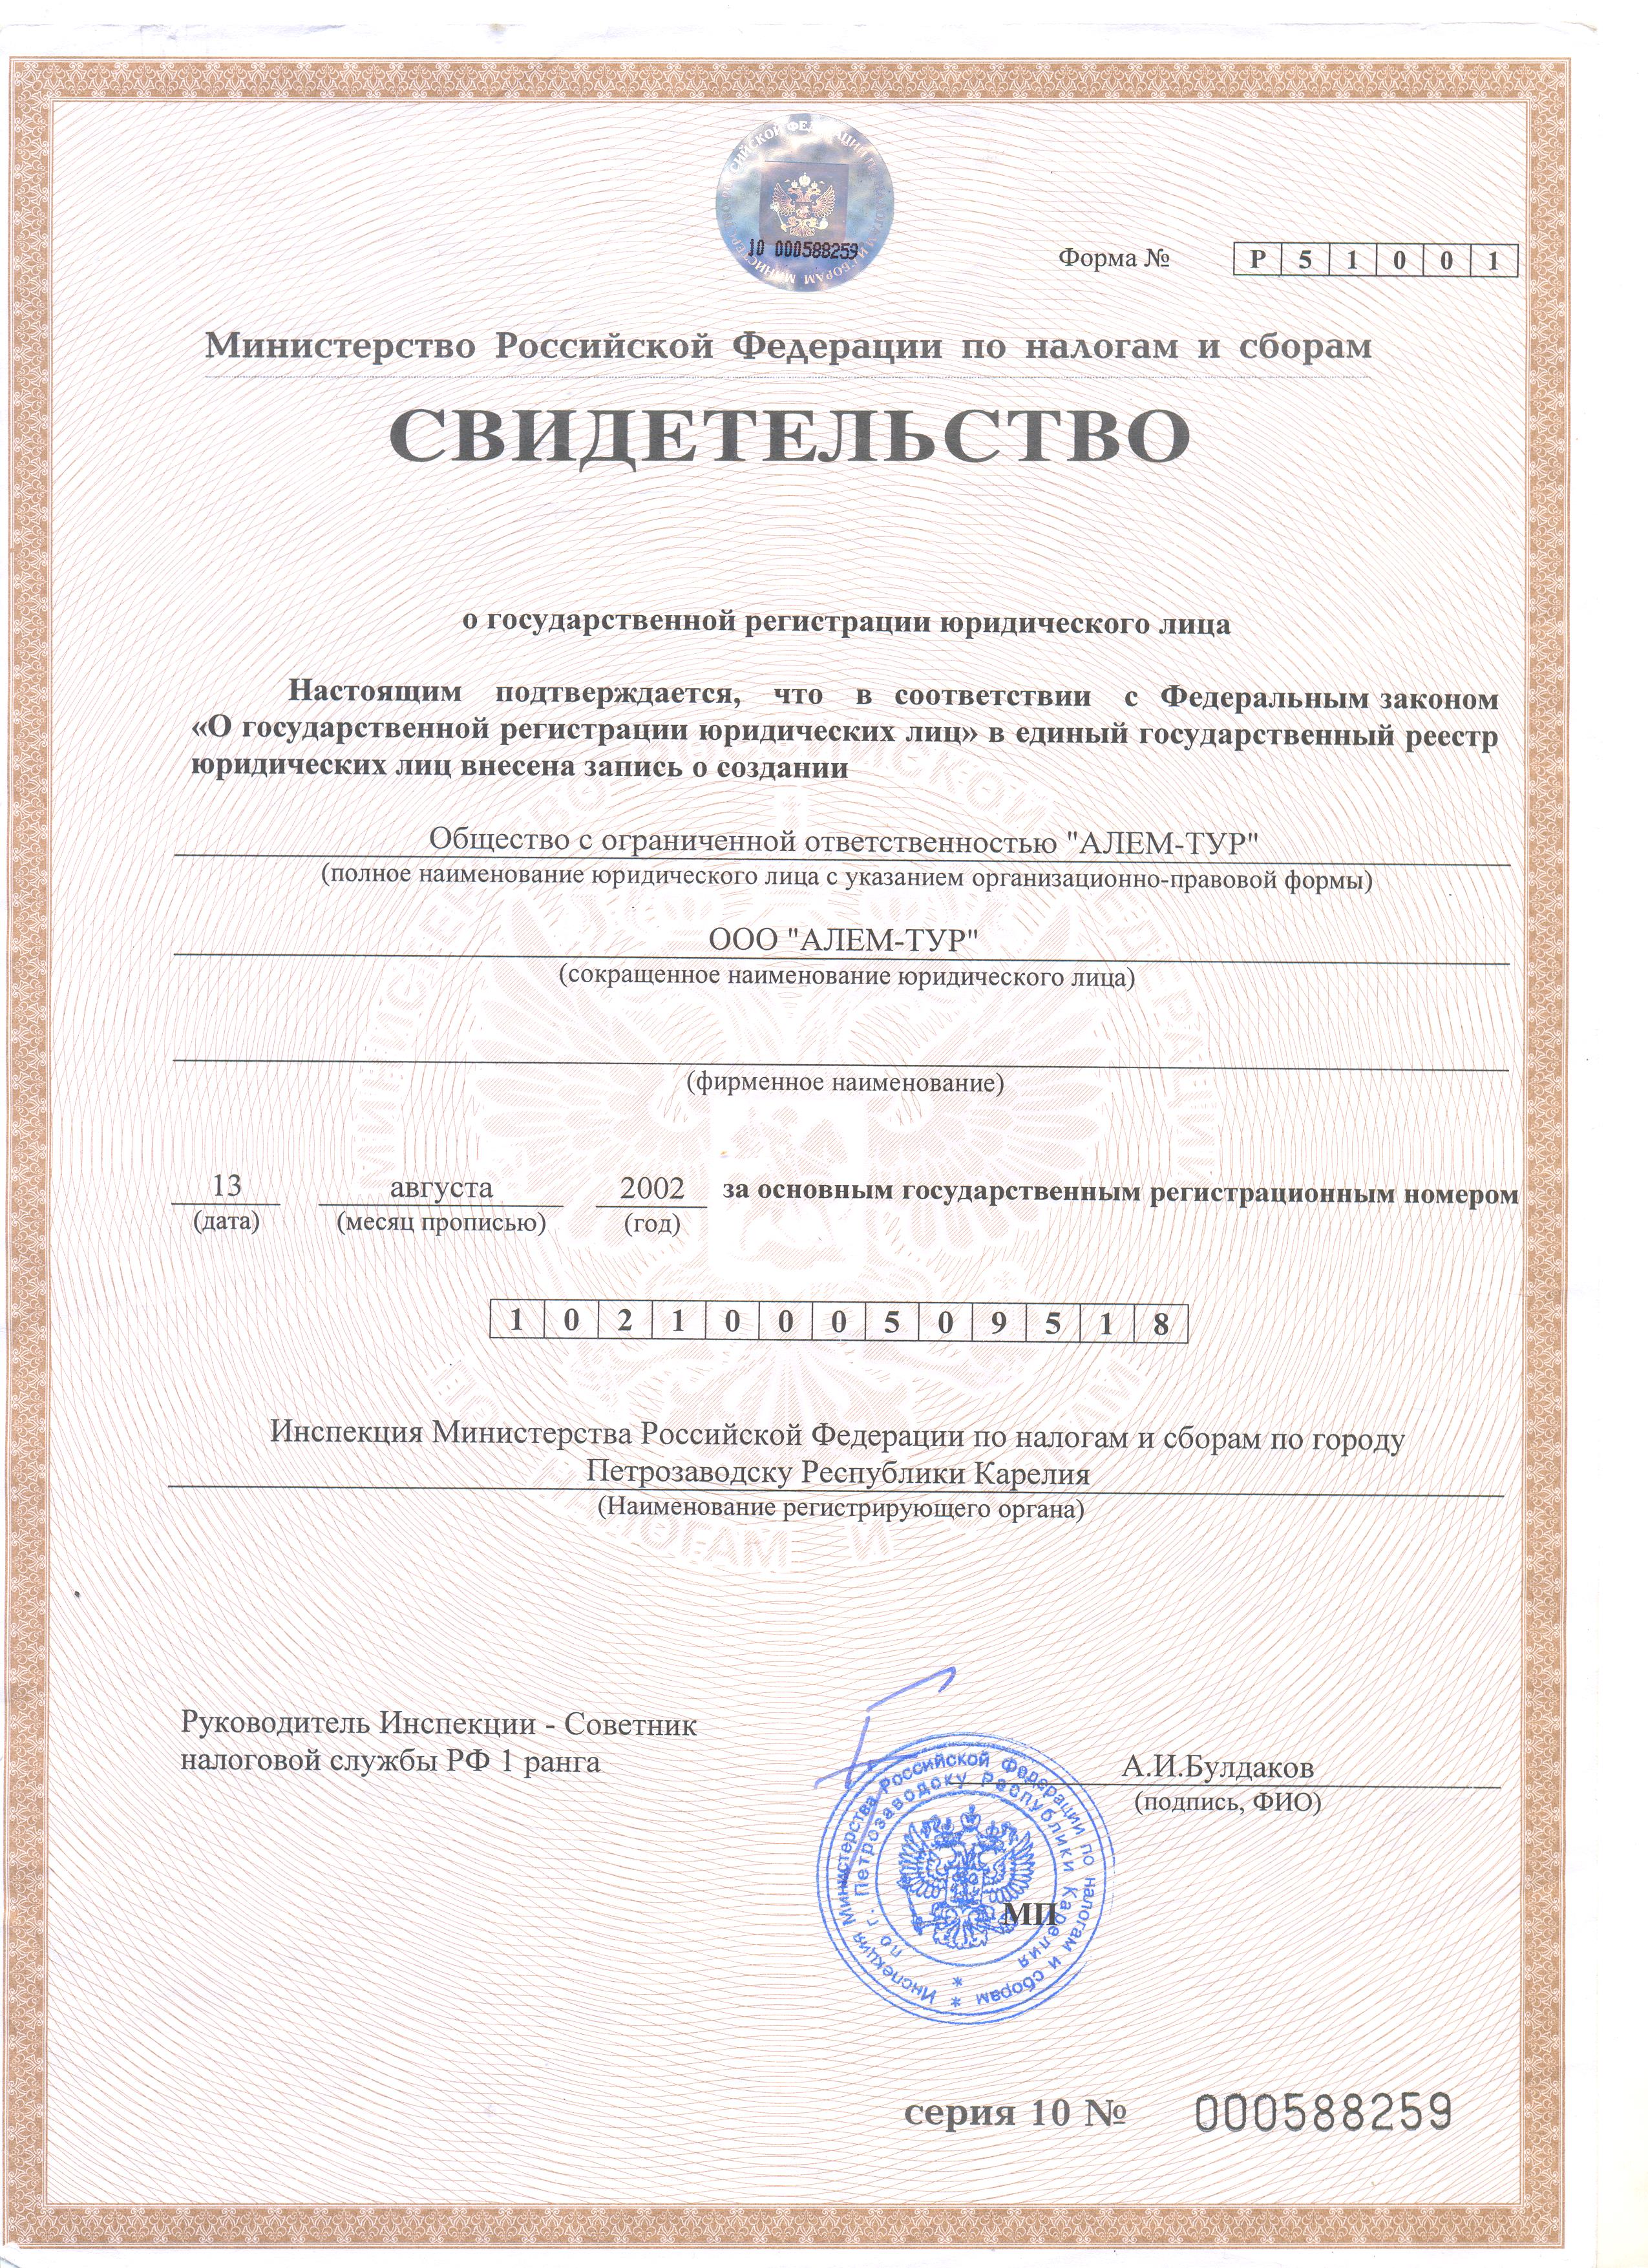 10 000588259
Форма № Р 5 1 0 0 1
Министерство Российской Федерации по налогам и сборам
СВИДЕТЕЛЬСТВО
о государственной регистрации юридического лица
Настоящим подтверждается, что в соответствии с Федеральным законом
«О государственной регистрации юридических лиц» в единый государственный реестр
юридических лиц внесена запись о создании
Общество с ограниченной ответственностью "АЛЕМ-ТУР"
(полное наименование юридического лица с указанием организационно-правовой формы)
ООО "АЛЕМ-ТУР"
(сокращенное наименование юридического лица)
(фирменное наименование)
13 августа 2002 за основным государственным регистрационным номером
(дата) (месяц прописью) (год)
1 0 2 1 0 0 0 5 0 9 5 1 8
Инспекция Министерства Российской Федерации по налогам и сборам по городу
Петрозаводску Республики Карелия
(Наименование регистрирующего органа)
Руководитель Инспекции - Советник
налоговой службы РФ 1 ранга
А.И.Булдаков
(подпись, ФИО)
* Инспекция Министерства Российской Федерации по налогам и сборам
* по г. Петрозаводску Республики Карелия
МП
серия 10 № 000588259